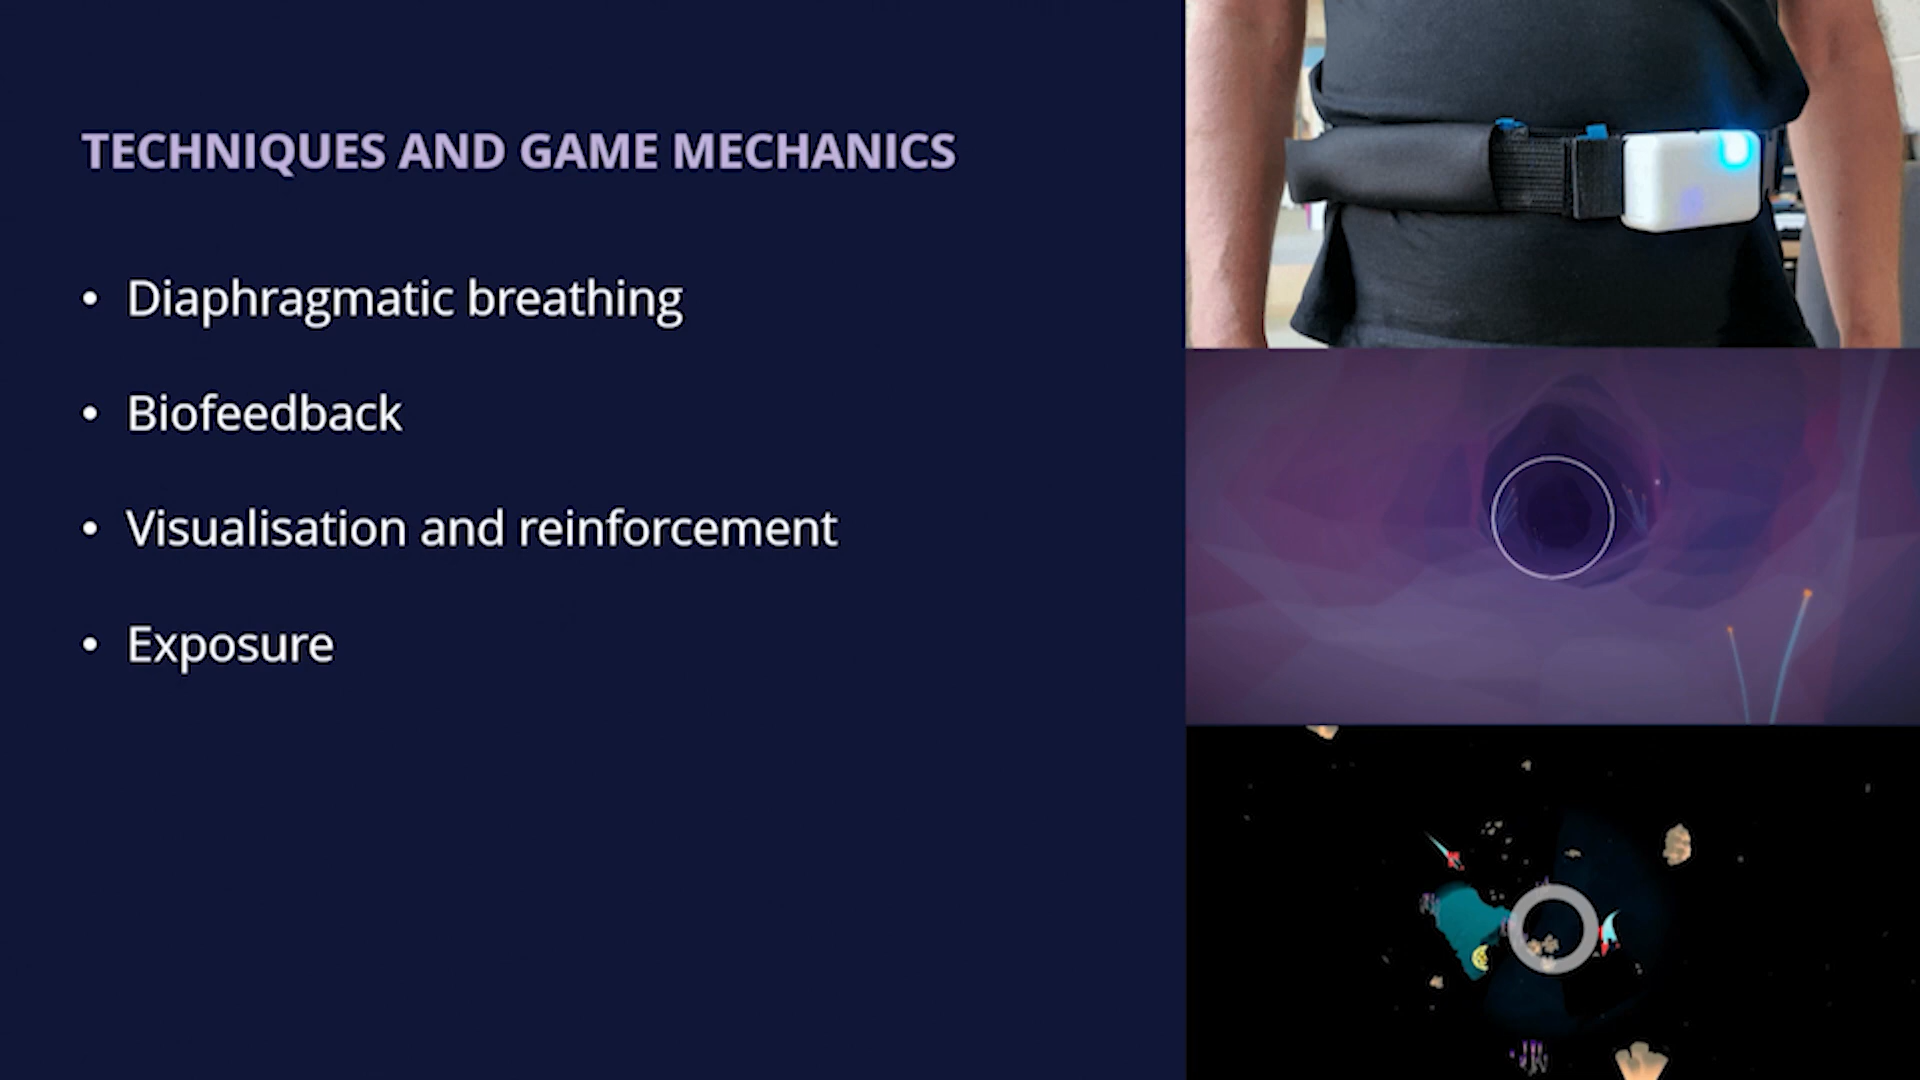 TECHNIQUES AND GAME MECHANICS
• Diaphragmatic breathing
• Biofeedback
• Visualisation and reinforcement
• Exposure